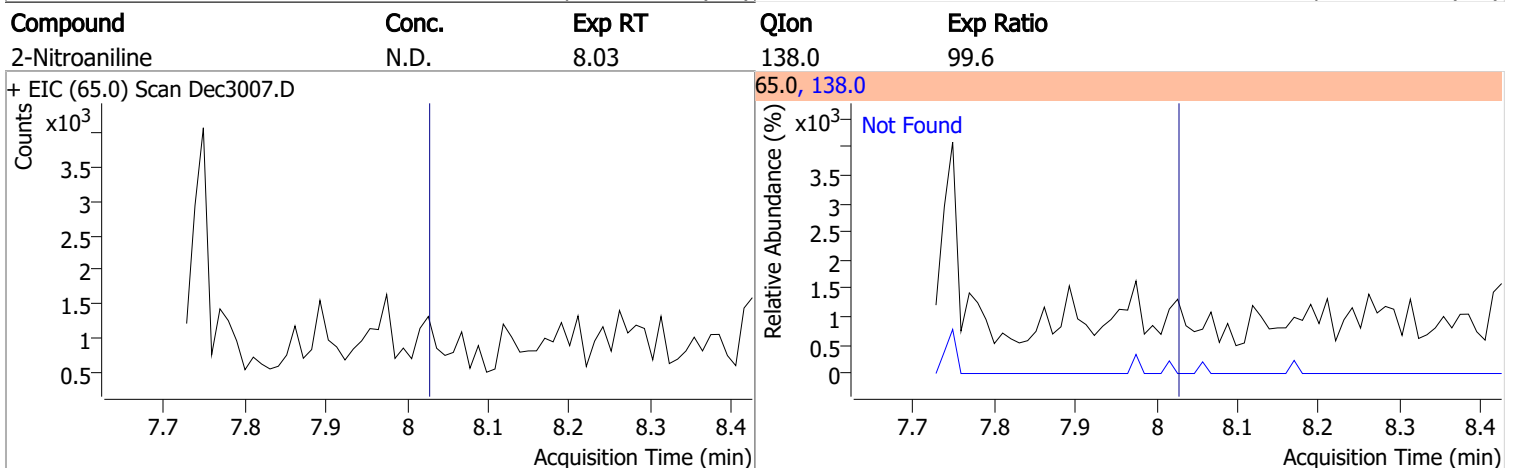 Compound Conc. Exp RT QIon Exp Ratio
2-Nitroaniline N.D. 8.03 138.0 99.6
+ EIC (65.0) Scan Dec3007.D
Counts
x10³
3.5
3
2.5
2
1.5
1
0.5
7.7 7.8 7.9 8 8.1 8.2 8.3 8.4
Acquisition Time (min)
65.0, 138.0
Relative Abundance (%)
x10³
Not Found
3.5
3
2.5
2
1.5
1
0.5
0
7.7 7.8 7.9 8 8.1 8.2 8.3 8.4
Acquisition Time (min)